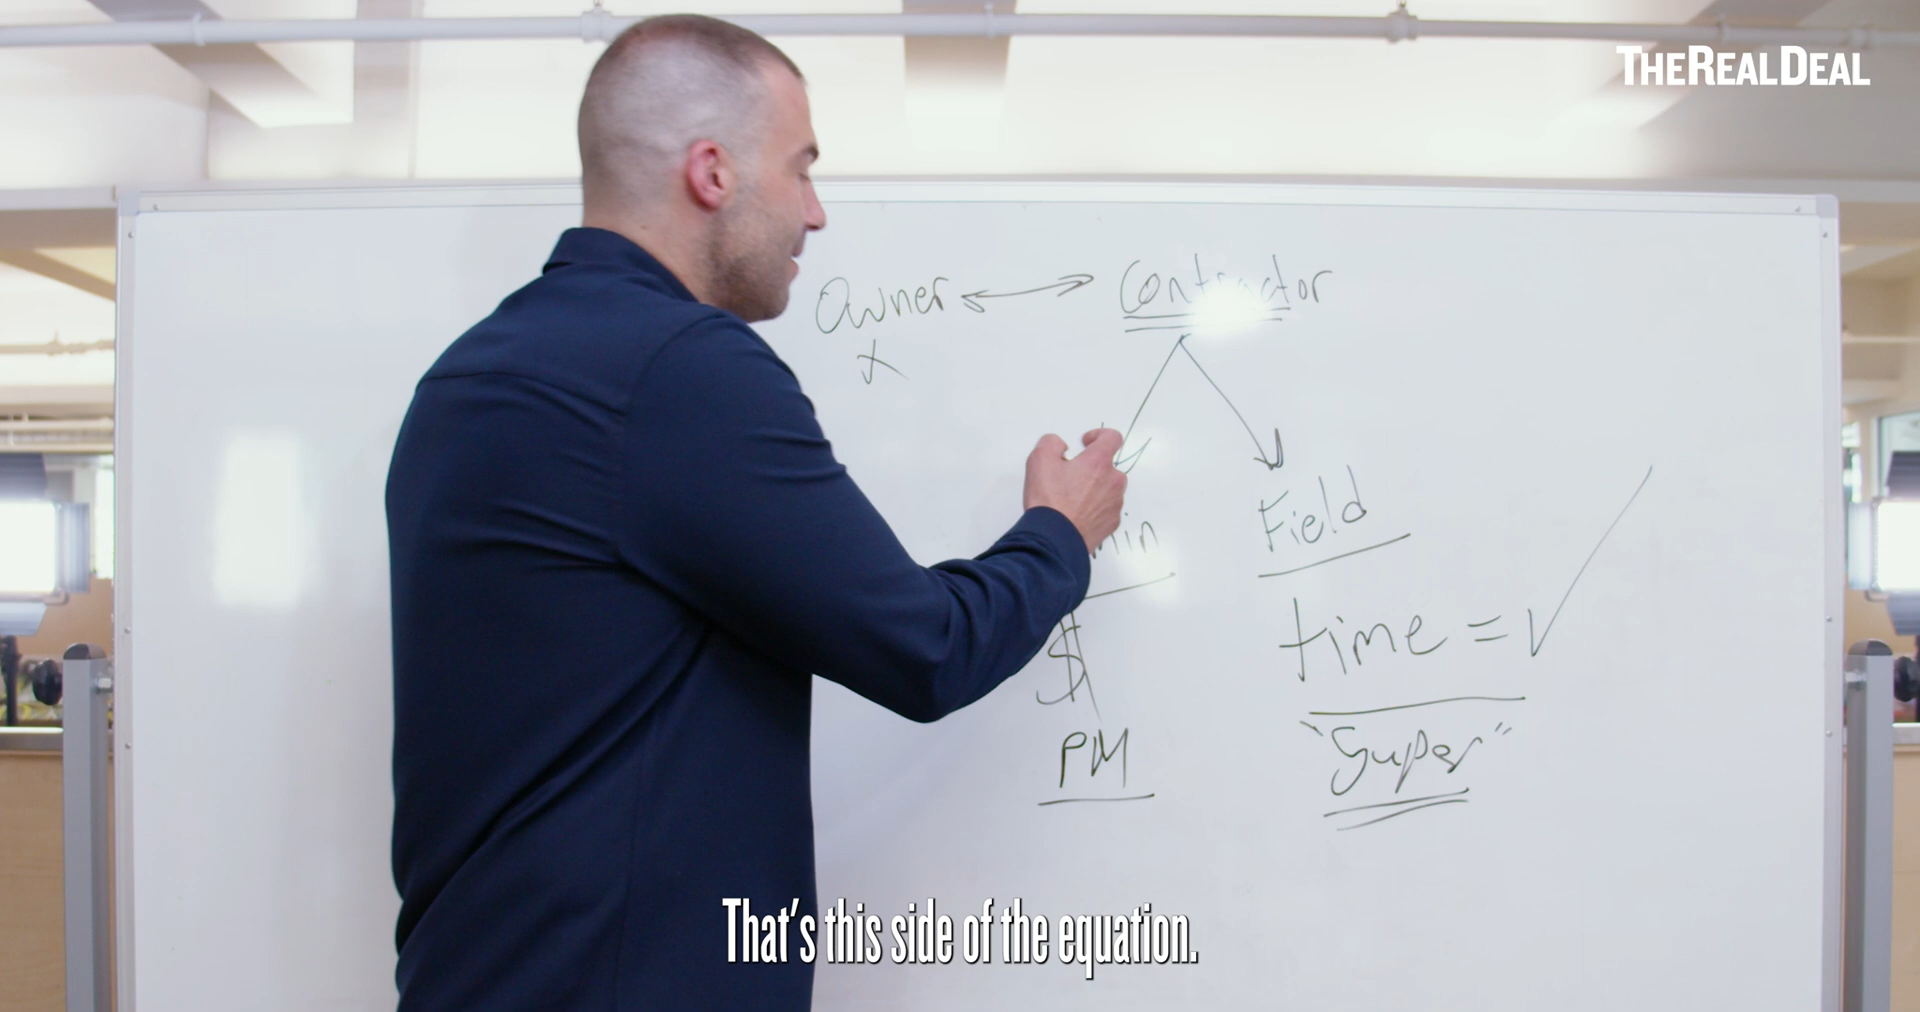 THEREALDEAL
Owner ↔ Contractor
x
Field
$
time = ✓
PM
"Super"
That's this side of the equation.